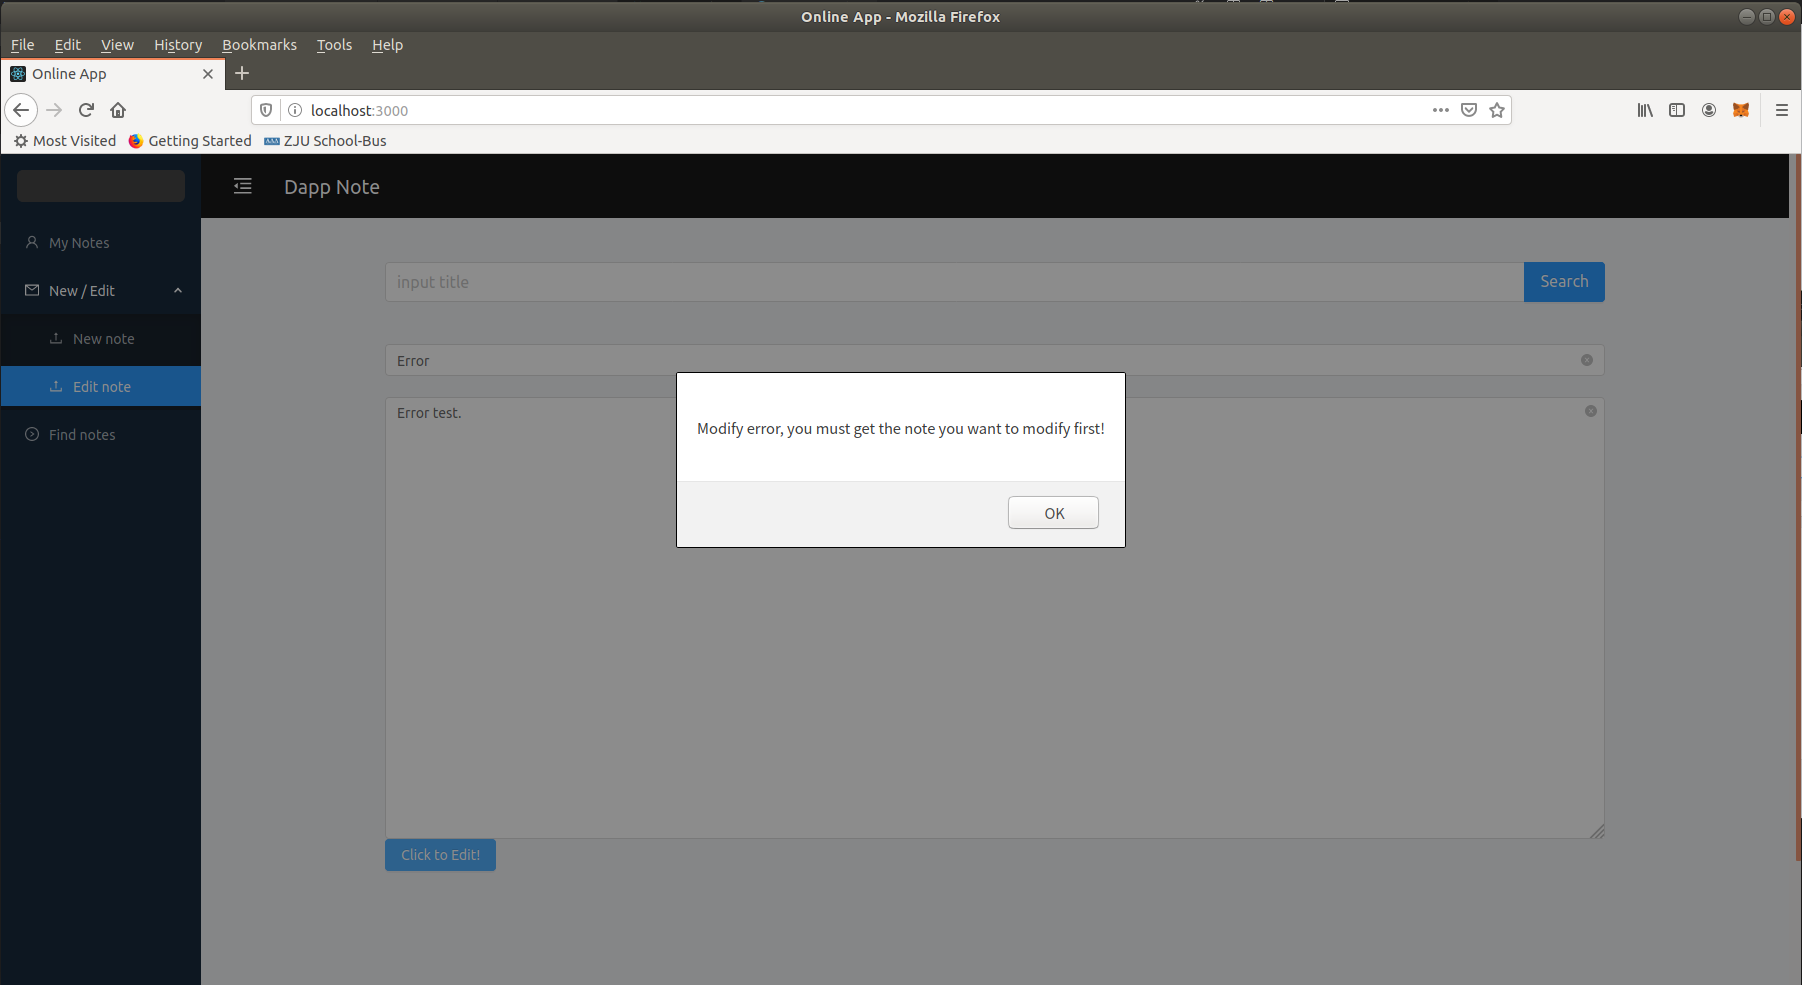 Online App - Mozilla Firefox
File Edit View History Bookmarks Tools Help
Online App
localhost:3000
Most Visited Getting Started ZJU School-Bus
Dapp Note
My Notes
New / Edit
New note
Edit note
Find notes
input title
Search
Error
Error test.
Modify error, you must get the note you want to modify first!
OK
Click to Edit!